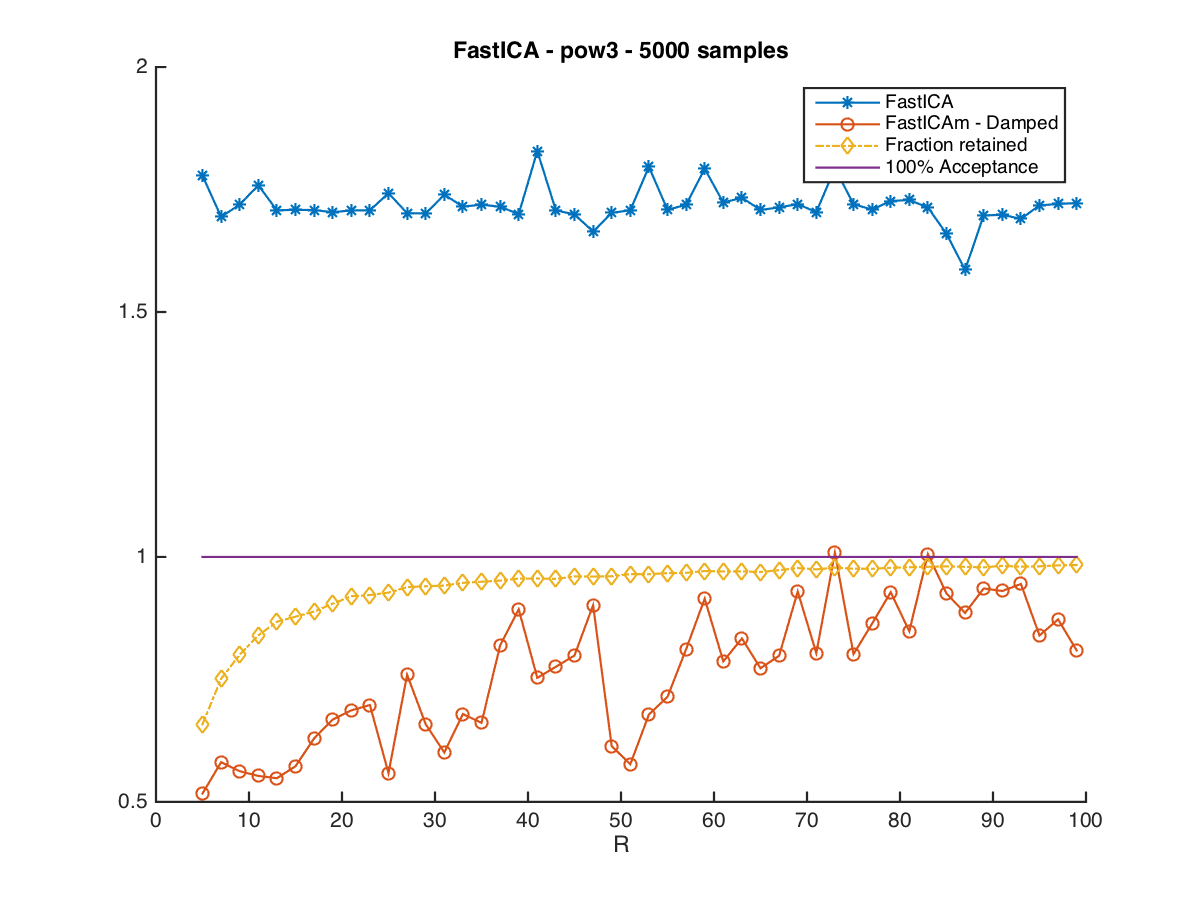 FastICA - pow3 - 5000 samples
2
FastICA
FastICAm - Damped
Fraction retained
100% Acceptance
1.5
1
0.5
0 10 20 30 40 50 60 70 80 90 100
R